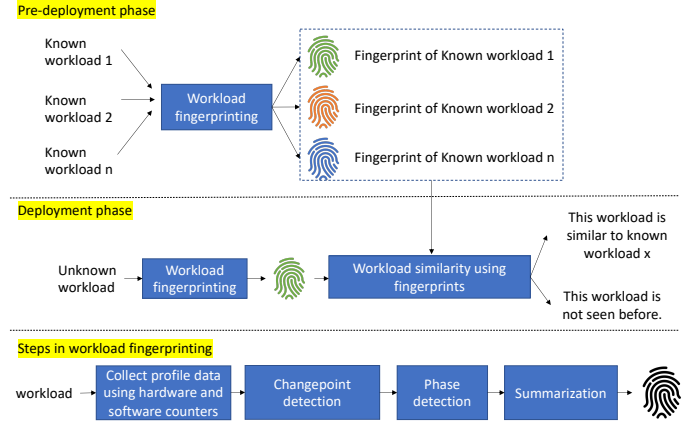 Pre-deployment phase
Known
workload 1
Known
workload 2
Known
workload n
Workload
fingerprinting
Fingerprint of Known workload 1
Fingerprint of Known workload 2
Fingerprint of Known workload n
Deployment phase
Unknown
workload
Workload
fingerprinting
Workload similarity using
fingerprints
This workload is
similar to known
workload x
This workload is
not seen before.
Steps in workload fingerprinting
workload
Collect profile data
using hardware and
software counters
Changepoint
detection
Phase
detection
Summarization